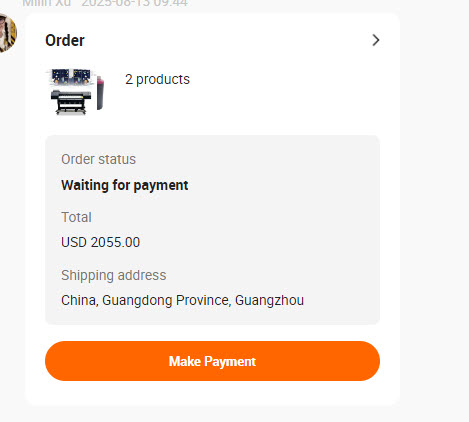 Milin Xu 2025-08-13 09:44
Order
2 products
Order status
Waiting for payment
Total
USD 2055.00
Shipping address
China, Guangdong Province, Guangzhou
Make Payment